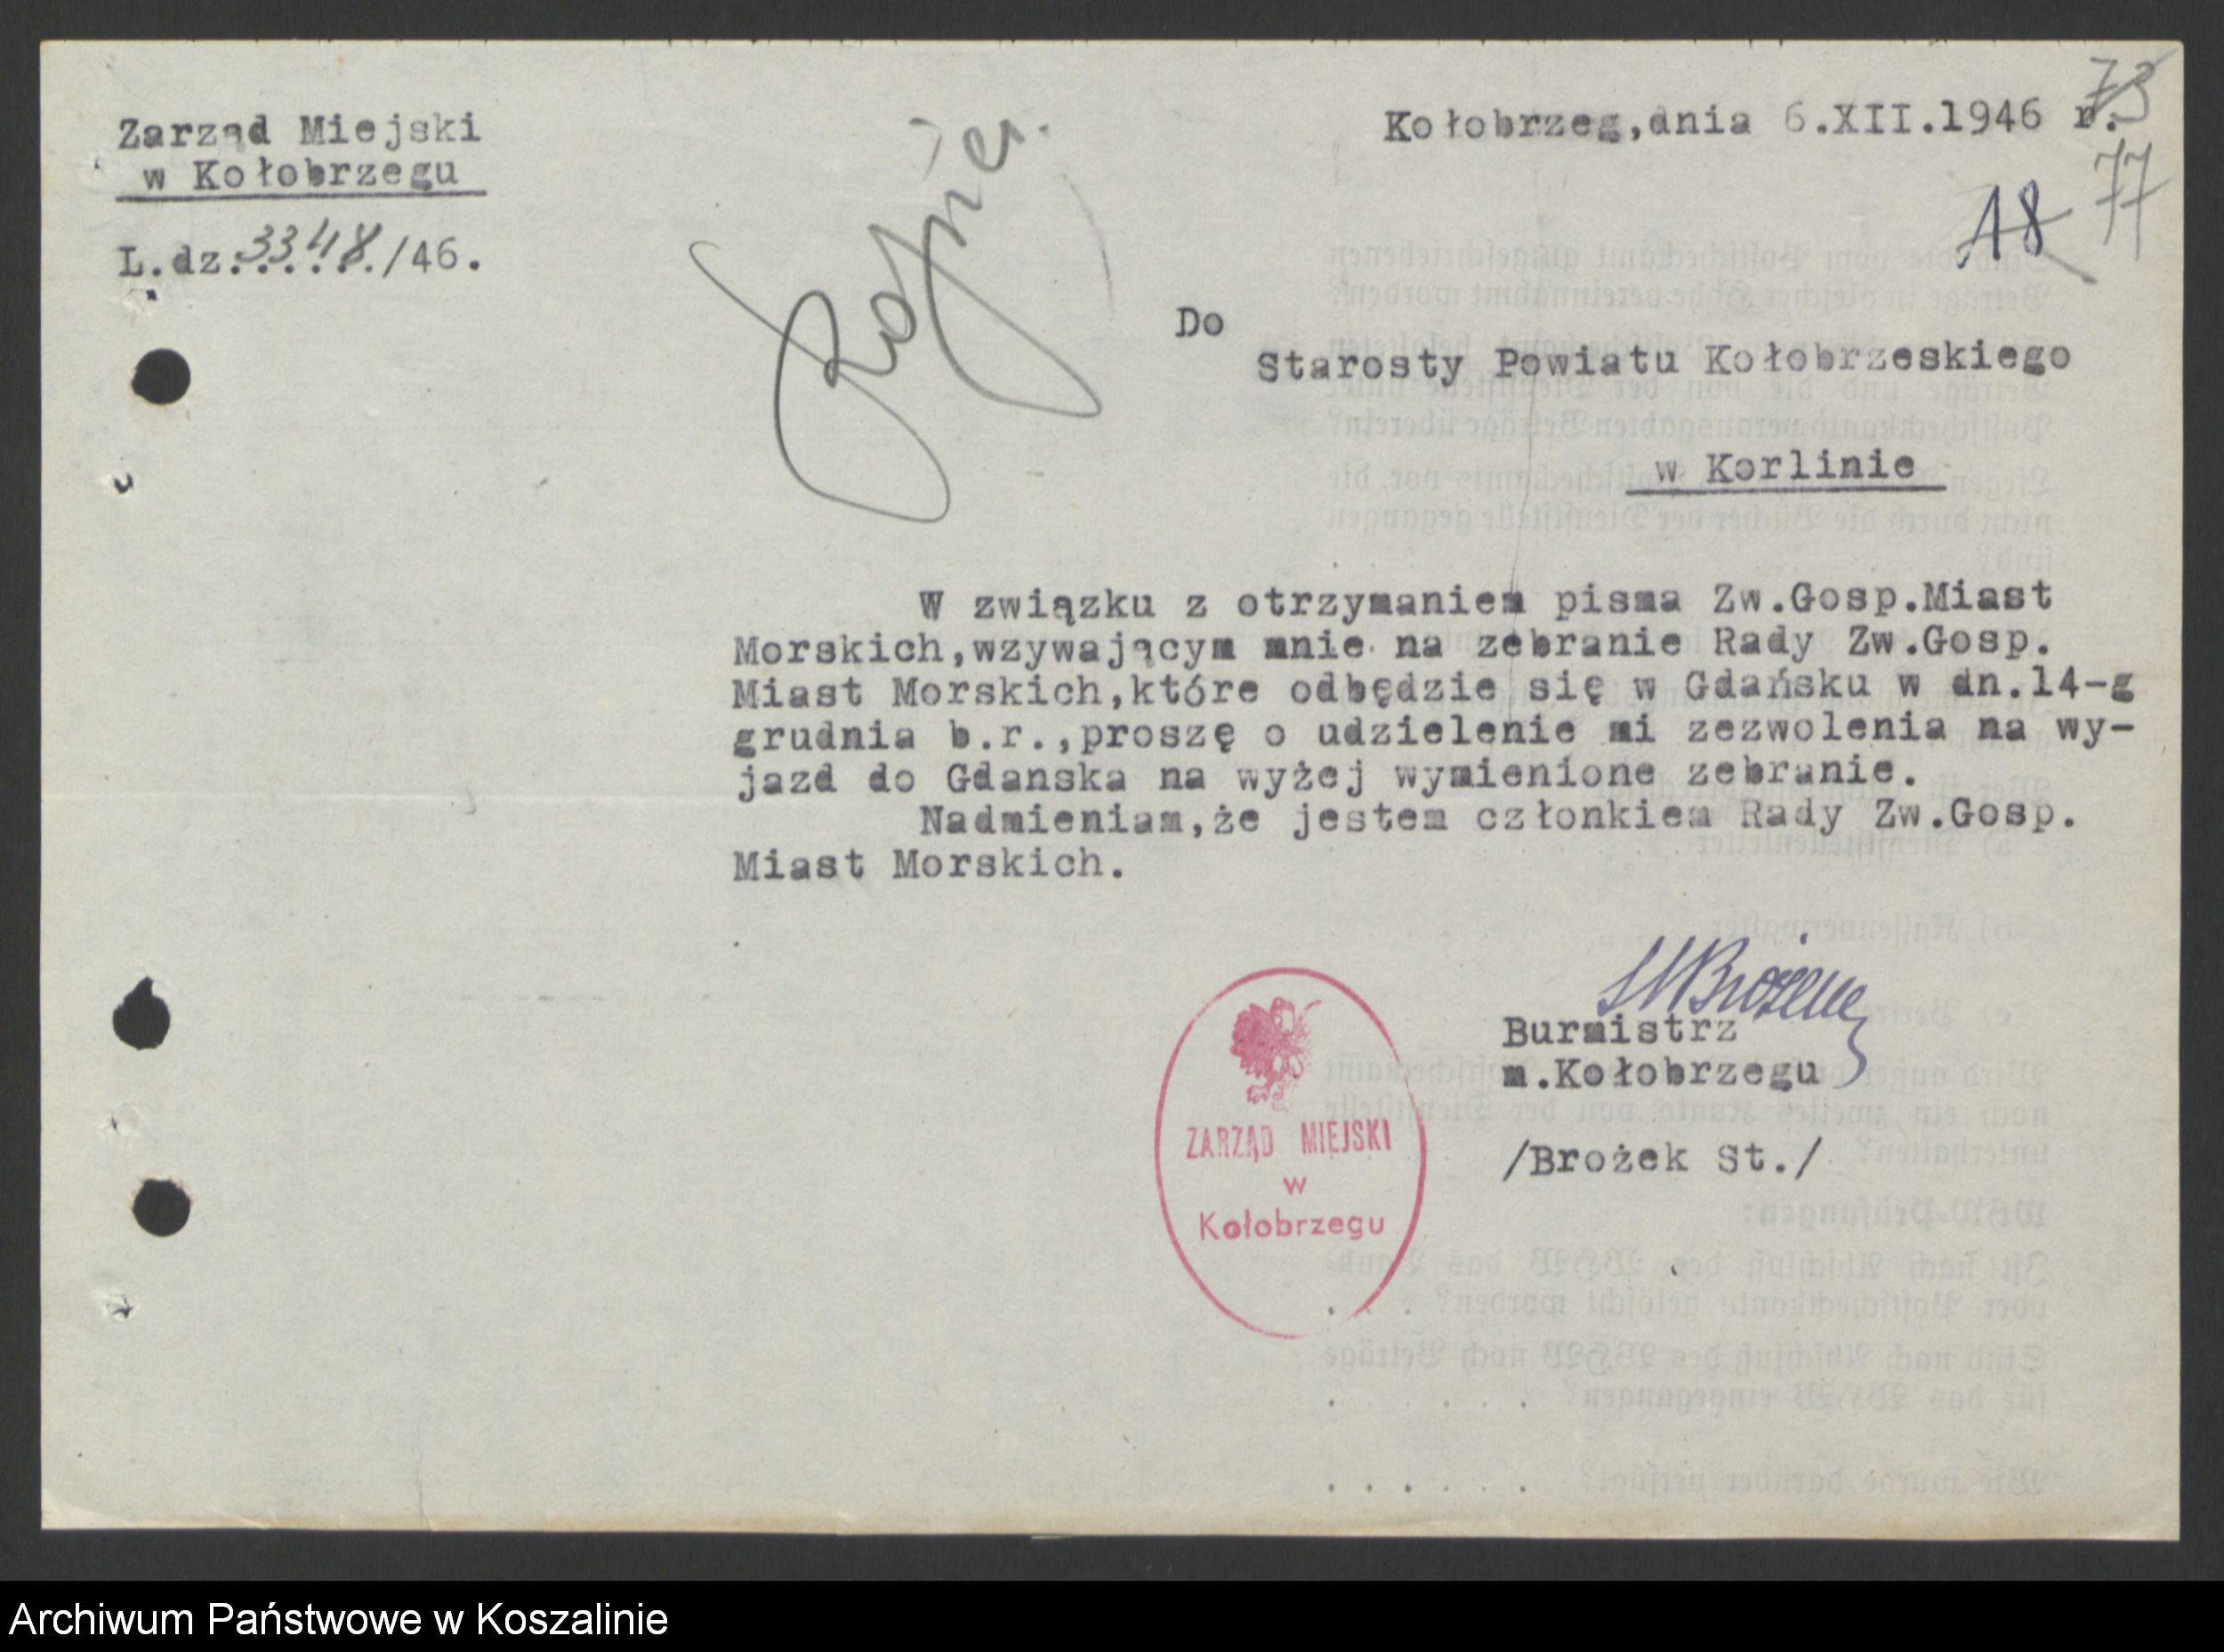 Zarząd Miejski
w Kołobrzegu
L.dz.3348./46.
Kołobrzeg,dnia 6.XII.1946 r.
73
77
18
Do
Starosty Powiatu Kołobrzeskiego
w Korlinie
W związku z otrzymaniem pisma Zw.Gosp.Miast
Morskich,wzywającym mnie na zebranie Rady Zw.Gosp.
Miast Morskich,które odbędzie się w Gdańsku w dn.14-g
grudnia b.r.,proszę o udzielenie mi zezwolenia na wy-
jazd do Gdanska na wyżej wymienione zebranie.
Nadmieniam,że jestem członkiem Rady Zw.Gosp.
Miast Morskich.
Burmistrz
m.Kołobrzegu
/Brożek St./
ZARZĄD MIEJSKI
w
Kołobrzegu
Archiwum Państwowe w Koszalinie